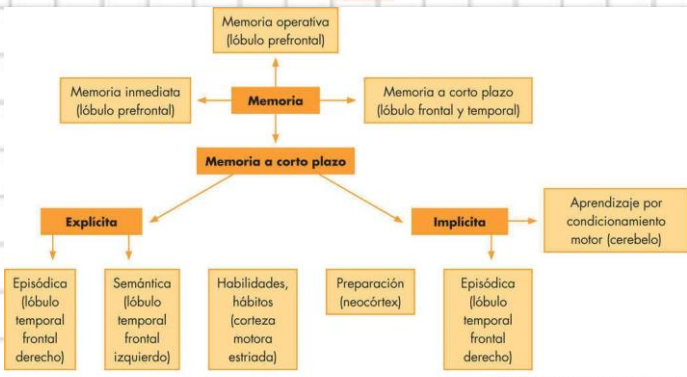 Memoria operativa
(lóbulo prefrontal)
Memoria inmediata
(lóbulo prefrontal)
Memoria
Memoria a corto plazo
(lóbulo frontal y temporal)
Memoria a corto plazo
Explícita
Implícita
Aprendizaje por
condicionamiento
motor (cerebelo)
Episódica
(lóbulo
temporal
frontal
derecho)
Semántica
(lóbulo
temporal
frontal
izquierdo)
Habilidades,
hábitos
(corteza
motora
estriada)
Preparación
(neocórtex)
Episódica
(lóbulo
temporal
frontal
derecho)